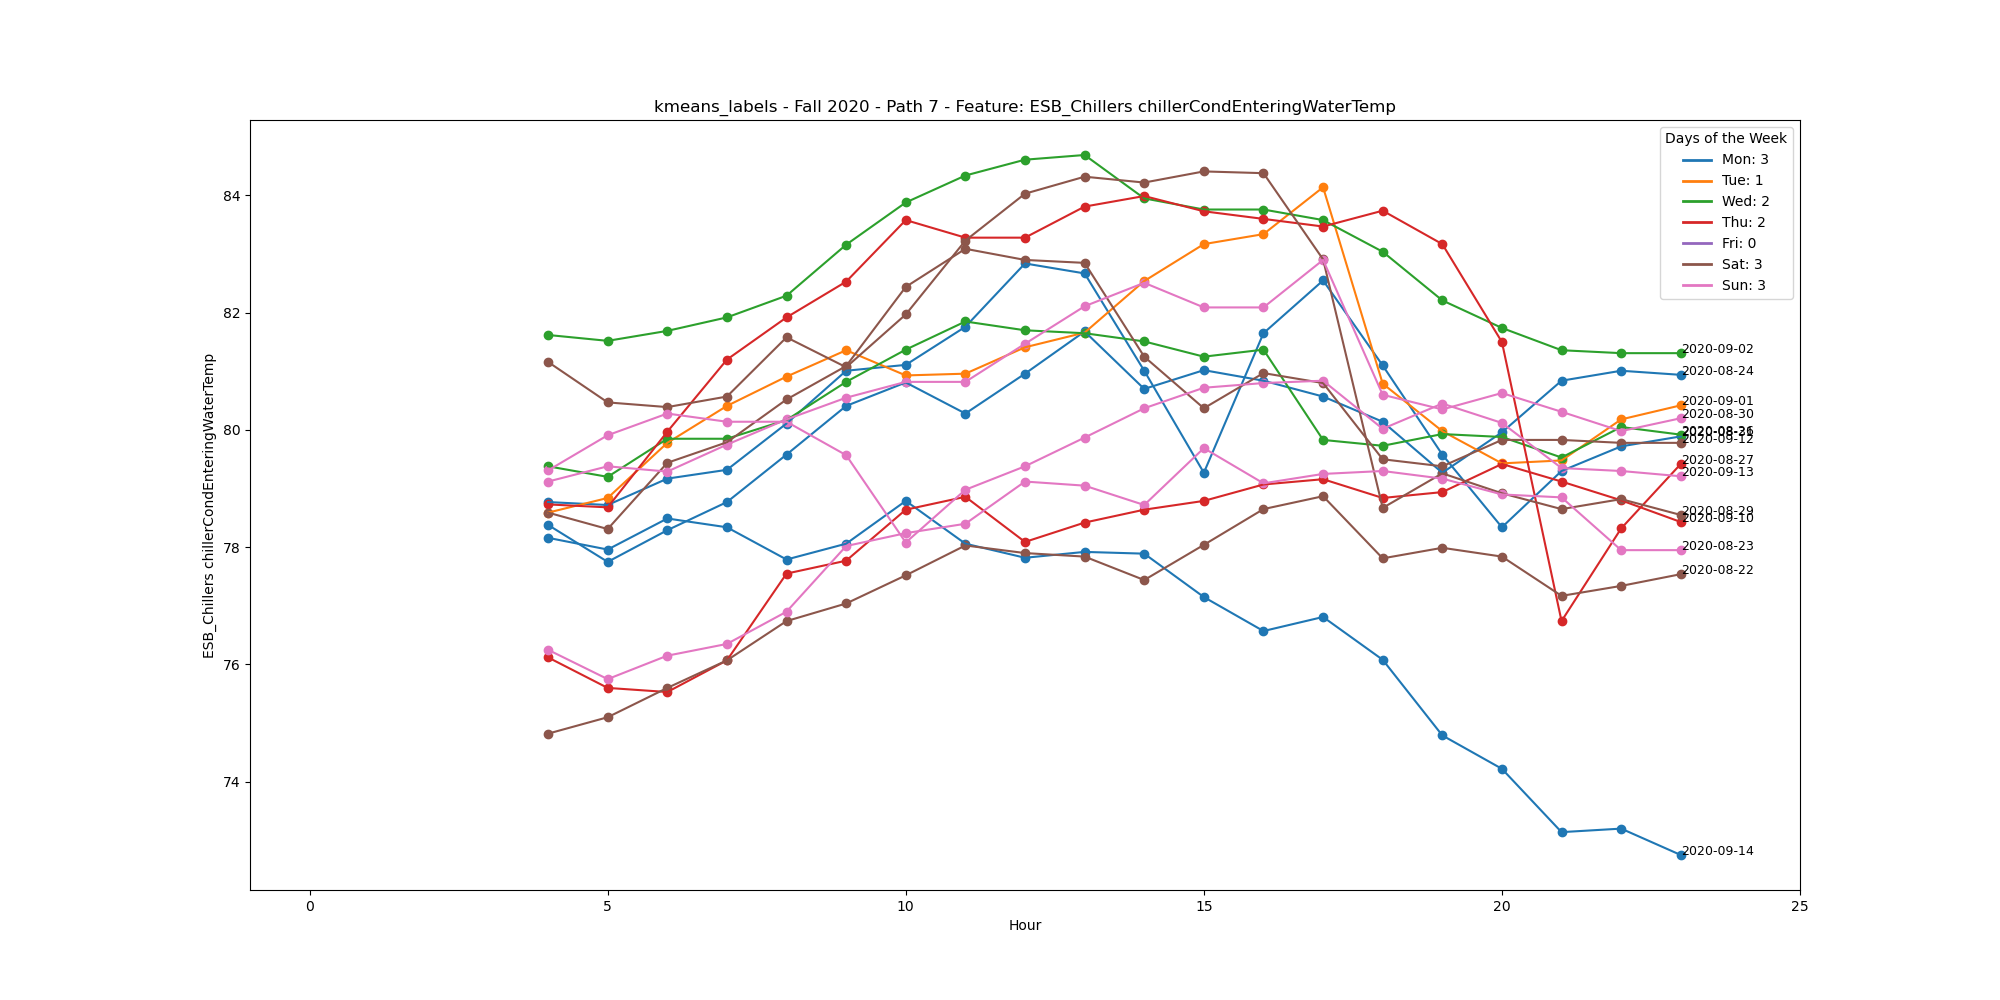 kmeans_labels - Fall 2020 - Path 7 - Feature: ESB_Chillers chillerCondEnteringWaterTemp
Days of the Week
Mon: 3
Tue: 1
Wed: 2
Thu: 2
Fri: 0
Sat: 3
Sun: 3
ESB_Chillers chillerCondEnteringWaterTemp
84
82
80
78
76
74
2020-09-02
2020-08-24
2020-09-01
2020-08-30
2020-09-12
2020-08-27
2020-09-13
2020-08-29
2020-09-10
2020-08-23
2020-08-22
2020-09-14
0 5 10 15 20 25
Hour